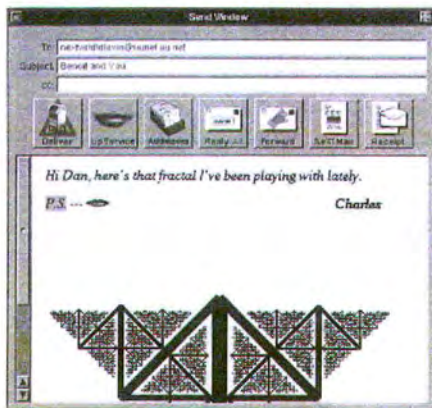 Send Window
To:
Subject: Benoit and You
cc:
Deliver Lip Service Addresses Reply All Forward NeXT Mail Receipt
Hi Dan, here's that fractal I've been playing with lately.
P.S. ---
Charles